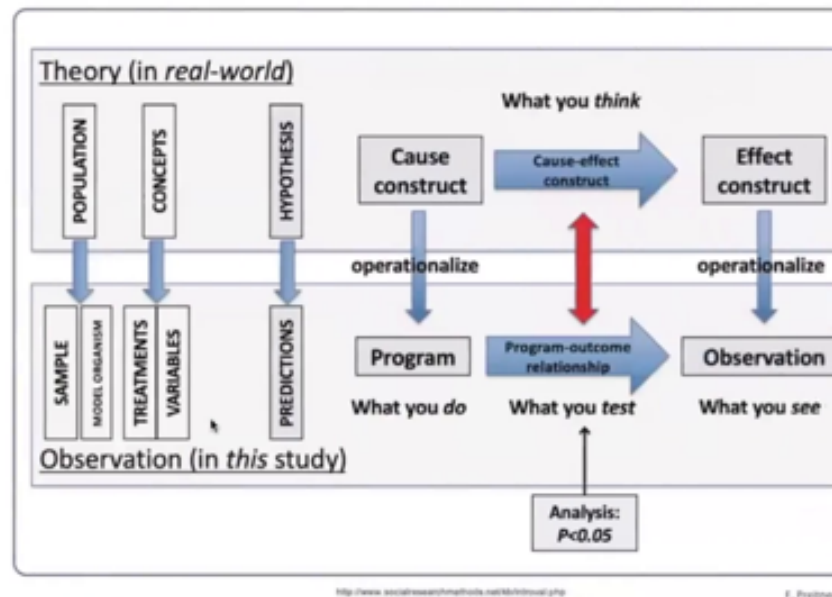 Theory (in real-world)
POPULATION
CONCEPTS
HYPOTHESIS
What you think
Cause
construct
Cause-effect
construct
Effect
construct
operationalize
operationalize
SAMPLE
MODEL ORGANISM
TREATMENTS
VARIABLES
PREDICTIONS
Program
Program-outcome
relationship
Observation
What you do
What you test
What you see
Observation (in this study)
Analysis:
P<0.05